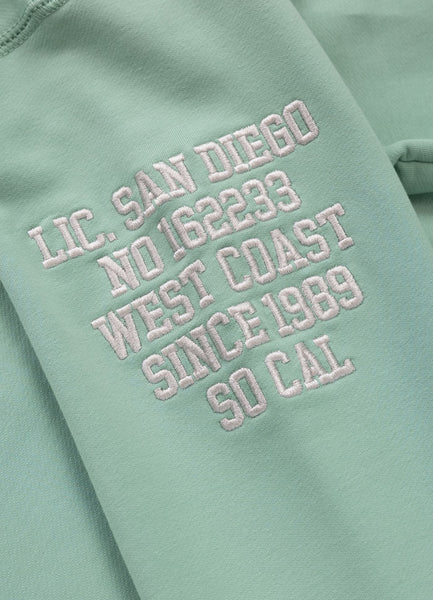 LIC. SAN DIEGO
NO 162233
WEST COAST
SINCE 1989
SO CAL